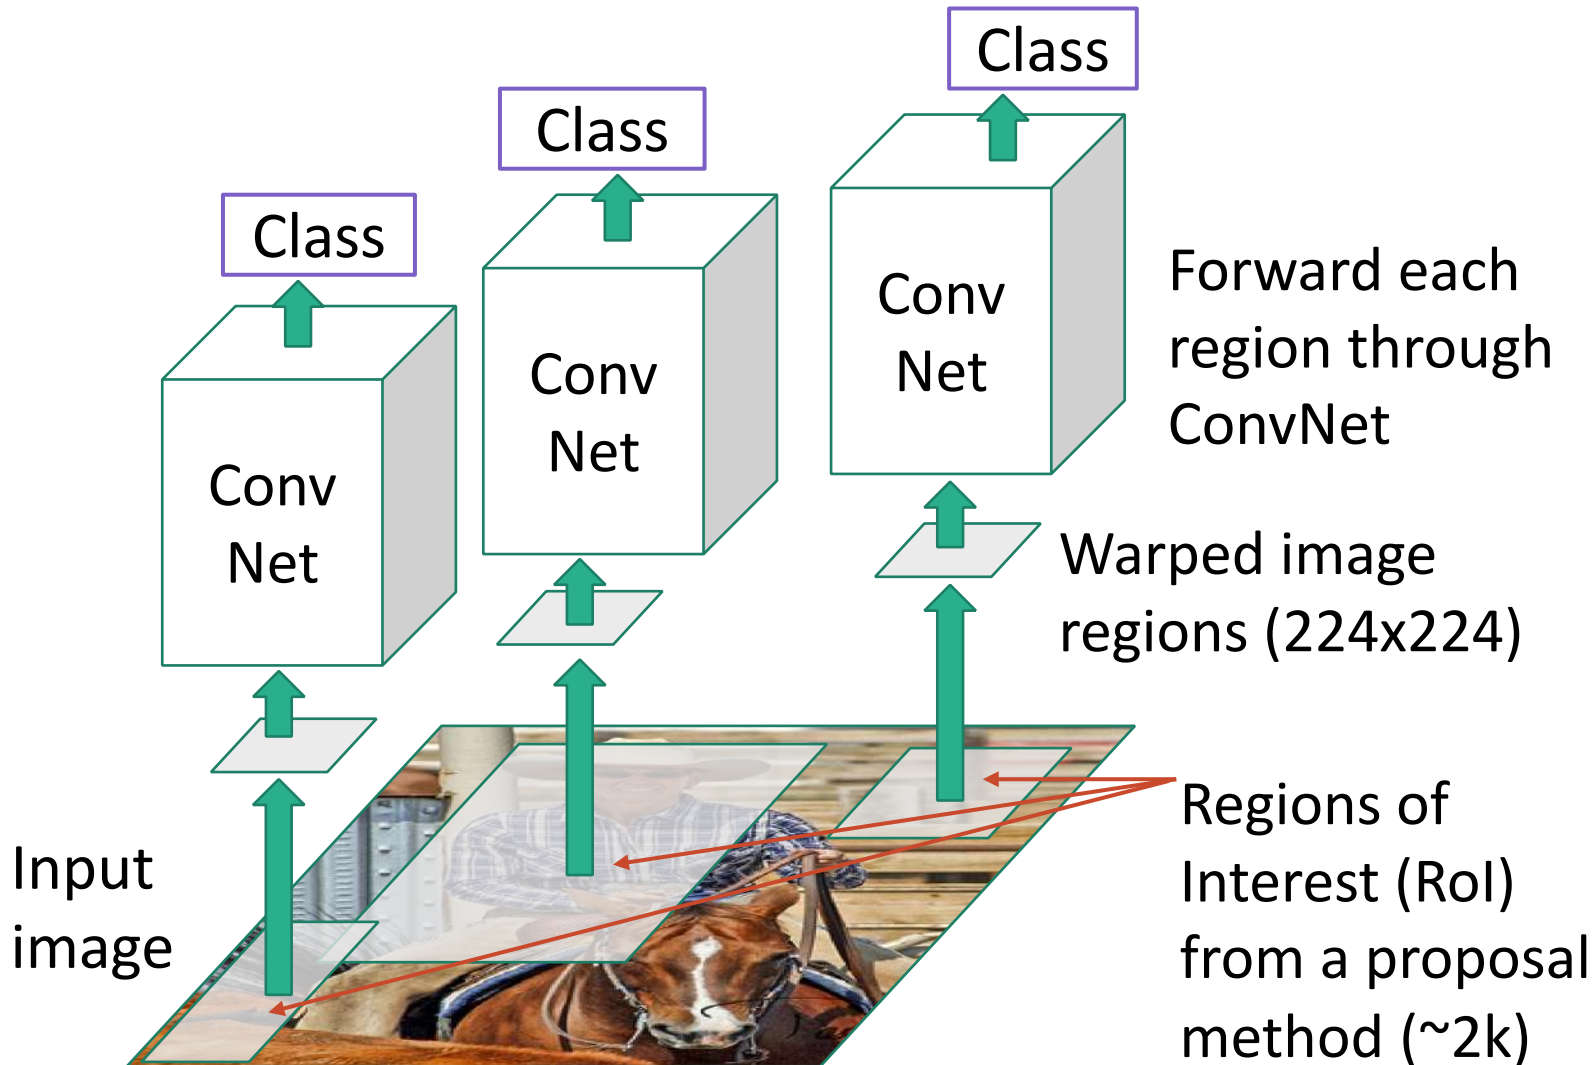 Class
Class
Class
Conv
Net
Conv
Net
Conv
Net
Forward each
region through
ConvNet
Warped image
regions (224x224)
Input
image
Regions of
Interest (RoI)
from a proposal
method (~2k)